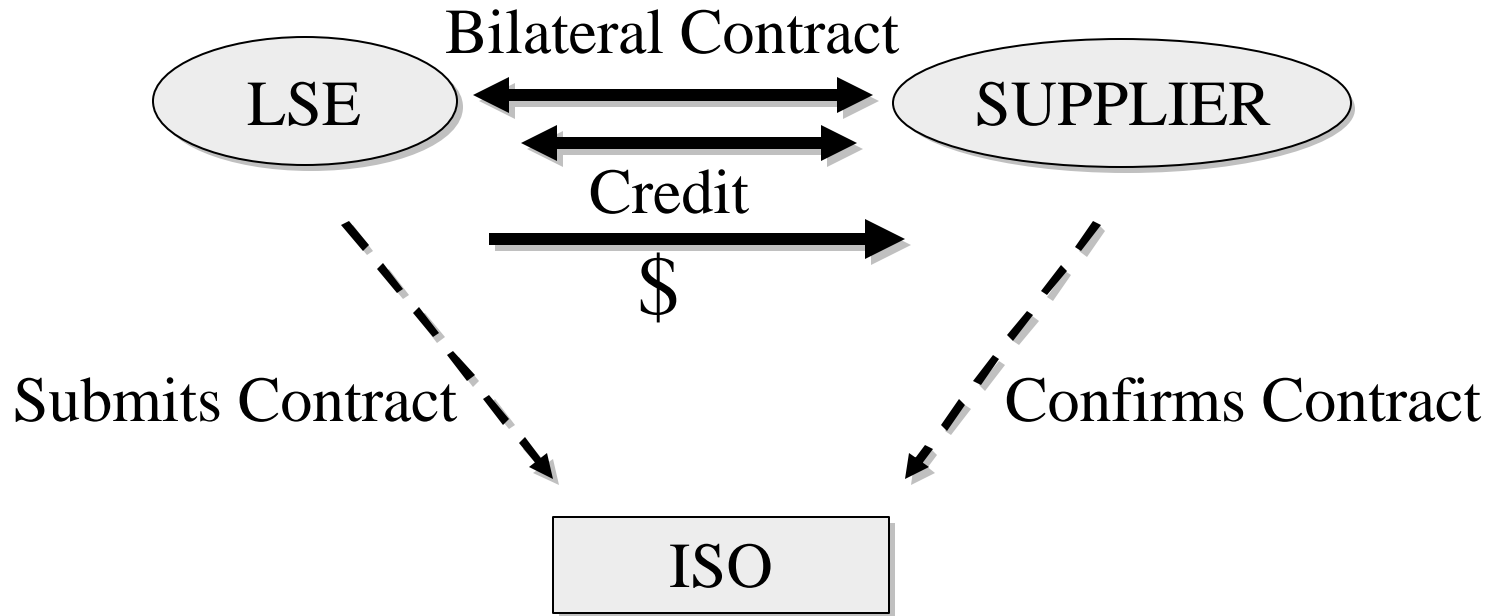 Bilateral Contract
LSE
SUPPLIER
Credit
$
Submits Contract
Confirms Contract
ISO